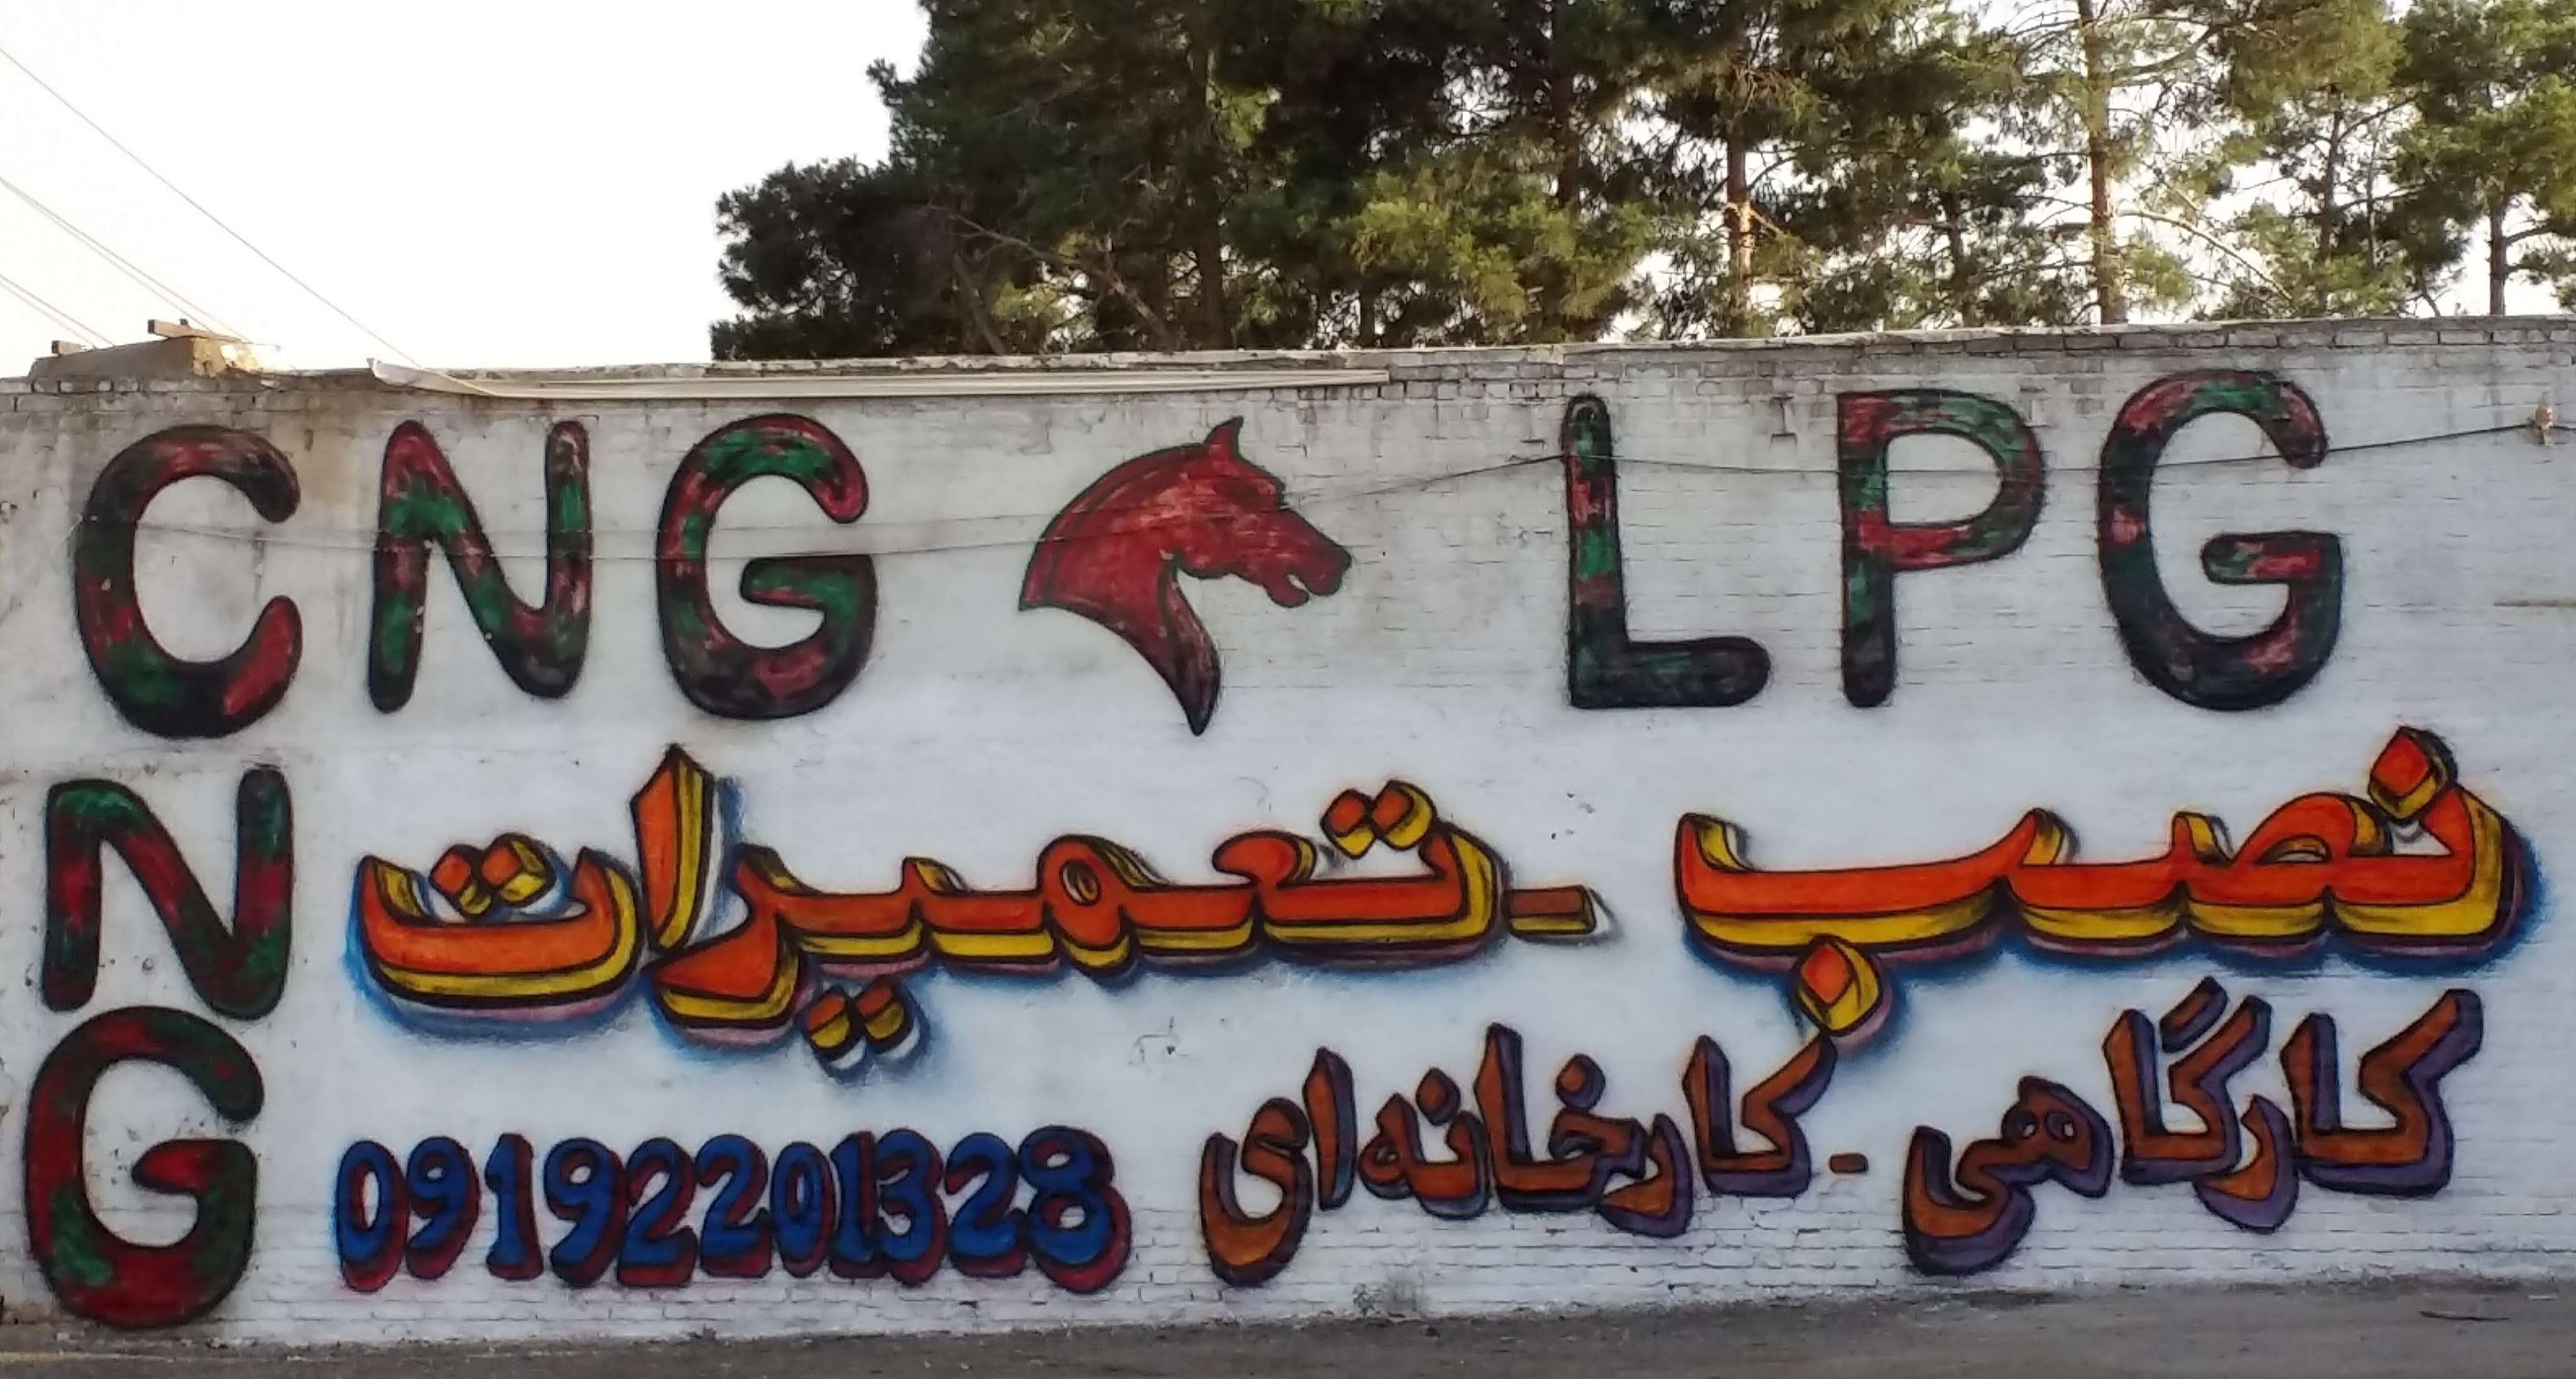 CNG LPG
N
G
نصب - تعمیرات
کارگاهی - کارخانه ای
09192201328